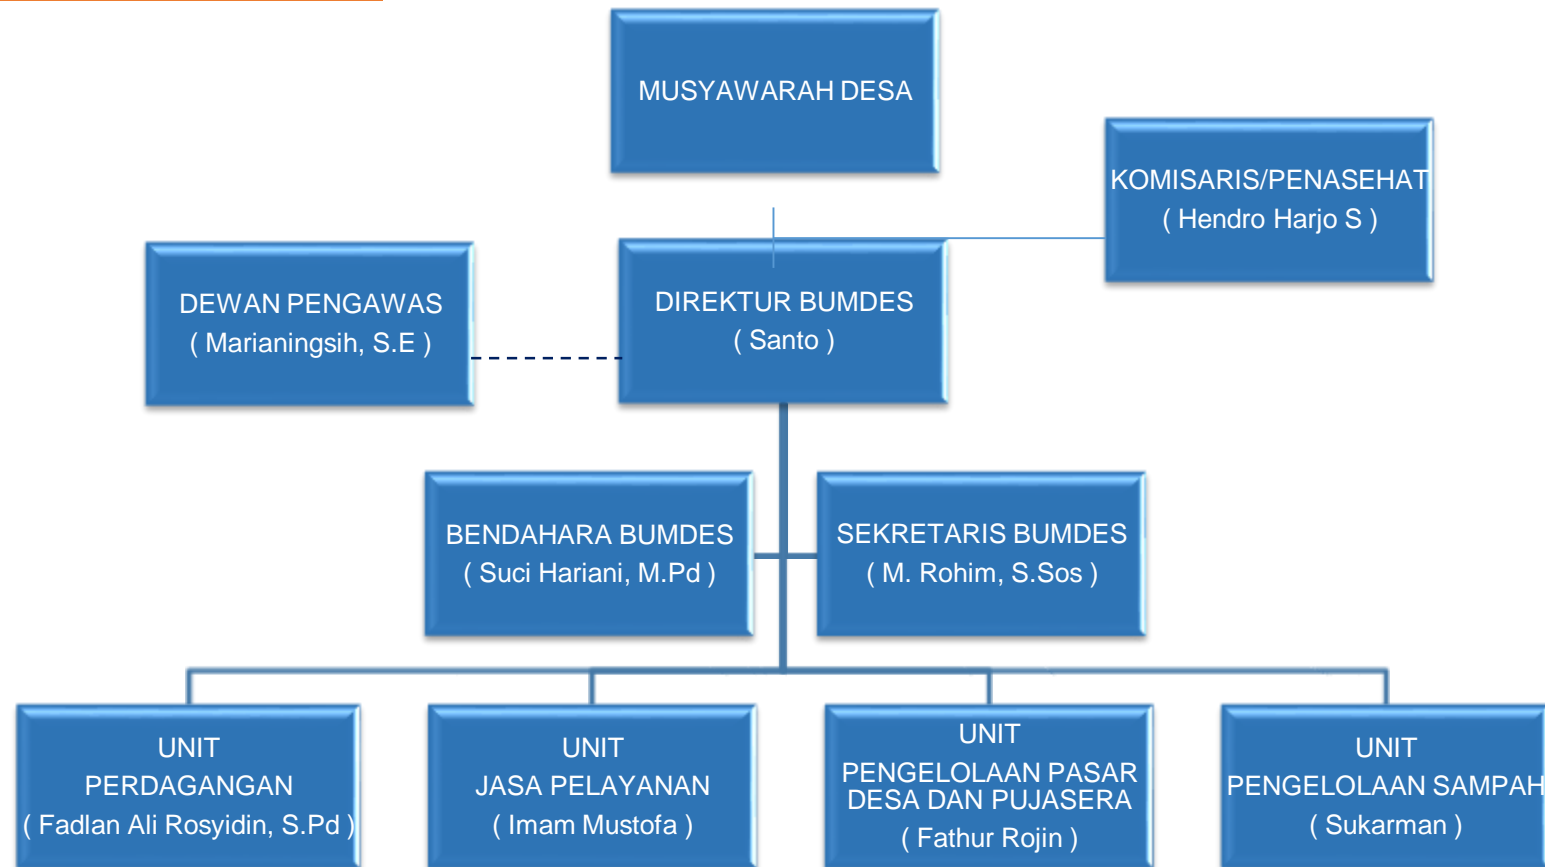 MUSYAWARAH DESA
KOMISARIS/PENASEHAT
( Hendro Harjo S )
DEWAN PENGAWAS
( Marianingsih, S.E )
DIREKTUR BUMDES
( Santo )
BENDAHARA BUMDES
( Suci Hariani, M.Pd )
SEKRETARIS BUMDES
( M. Rohim, S.Sos )
UNIT
PERDAGANGAN
( Fadlan Ali Rosyidin, S.Pd )
UNIT
JASA PELAYANAN
( Imam Mustofa )
UNIT
PENGELOLAAN PASAR
DESA DAN PUJASERA
( Fathur Rojin )
UNIT
PENGELOLAAN SAMPAH
( Sukarman )